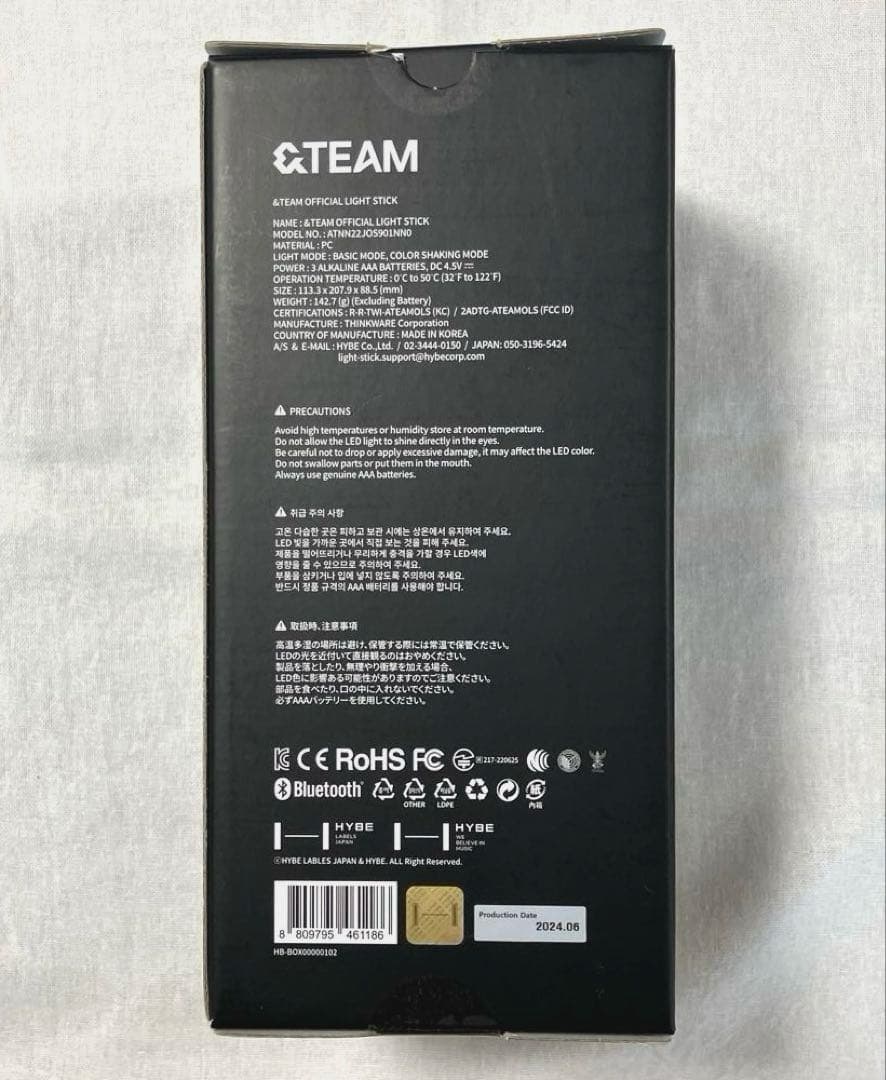 &TEAM
&TEAM OFFICIAL LIGHT STICK
NAME : &TEAM OFFICIAL LIGHT STICK
MODEL NO. : ATNN22JOS901NN0
MATERIAL : PC
LIGHT MODE : BASIC MODE, COLOR SHAKING MODE
POWER : 3 ALKALINE AAA BATTERIES, DC 4.5V ⎓
OPERATION TEMPERATURE : 0°C to 50°C (32°F to 122°F)
SIZE : 113.3 x 207.9 x 88.5 (mm)
WEIGHT : 142.7 (g) (Excluding Battery)
CERTIFICATIONS : R-R-TWI-ATEAMOLS (KC) / 2ADTG-ATEAMOLS (FCC ID)
MANUFACTURE : THINKWARE Corporation
COUNTRY OF MANUFACTURE : MADE IN KOREA
A/S & E-MAIL : HYBE Co.,Ltd. / 02-3444-0150 / JAPAN: 050-3196-5424
light-stick.support@hybecorp.com
⚠ PRECAUTIONS
Avoid high temperatures or humidity store at room temperature.
Do not allow the LED light to shine directly in the eyes.
Be careful not to drop or apply excessive damage, it may affect the LED color.
Do not swallow parts or put them in the mouth.
Always use genuine AAA batteries.
⚠ 취급 주의 사항
고온 다습한 곳은 피하고 보관 시에는 상온에서 유지하여 주세요.
LED 빛을 가까운 곳에서 직접 보는 것을 피해 주세요.
제품을 떨어뜨리거나 무리하게 충격을 가할 경우 LED색에
영향을 줄 수 있으므로 주의하여 주세요.
부품을 삼키거나 입에 넣지 않도록 주의하여 주세요.
반드시 정품 규격의 AAA 배터리를 사용해야 합니다.
⚠ 取扱時、注意事項
高温多湿の場所は避け、保管する際には常温で保管ください。
LEDの光を近付いて直接観るのはおやめください。
製品を落としたり、無理やり衝撃を加える場合、
LED色に影響ある可能性がありますのでご注意ください。
部品を食べたり、口の中に入れないでください。
必ずAAAバッテリーを使用してください。
CE RoHS FC R 217-220625
Bluetooth OTHER LDPE 紙 内箱
HYBE LABELS JAPAN HYBE WE BELIEVE IN MUSIC
©HYBE LABLES JAPAN & HYBE. ALL Right Reserved.
Production Date
2024.06
8 809795 461186
HB-BOX00000102